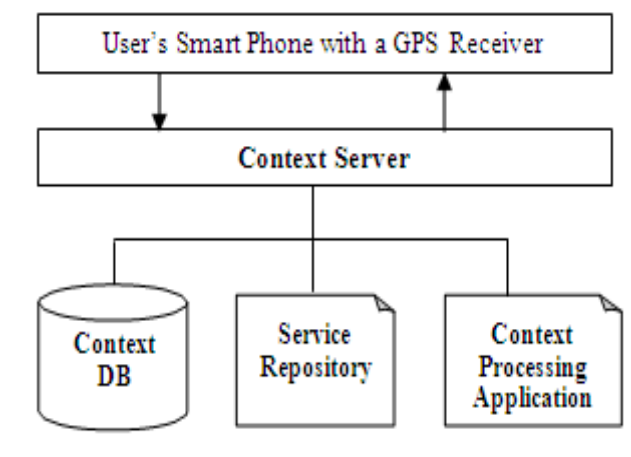 User's Smart Phone with a GPS Receiver
Context Server
Context
DB
Service
Repository
Context
Processing
Application